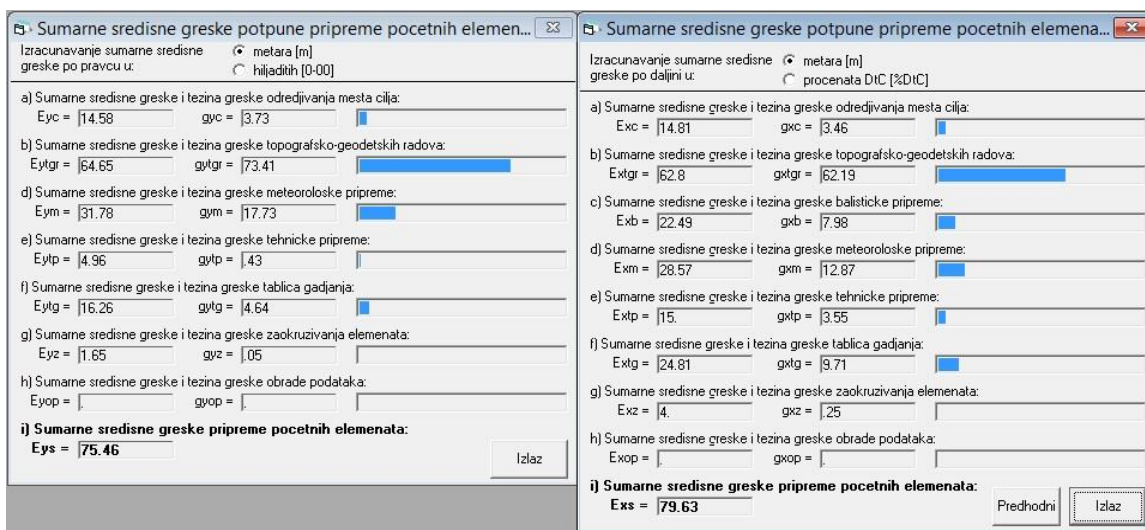 Sumarne sredisne greske potpune pripreme pocetnih elemen...
Izracunavanje sumarne sredisne greske po pravcu u:
metara [m]
hiljaditih [0-00]
a) Sumarne sredisne greske i tezina greske odredjivanja mesta cilja:
Eyc = 14.58 gyc = 3.73
b) Sumarne sredisne greske i tezina greske topografsko-geodetskih radova:
Eytgr = 64.65 gytgr = 73.41
d) Sumarne sredisne greske i tezina greske meteoroloske pripreme:
Eym = 31.78 gym = 17.73
e) Sumarne sredisne greske i tezina greske tehnicke pripreme:
Eytp = 4.96 gytp = .43
f) Sumarne sredisne greske i tezina greske tablica gadjanja:
Eytg = 16.26 gytg = 4.64
g) Sumarne sredisne greske i tezina greske zaokruzivanja elemenata:
Eyz = 1.65 gyz = .05
h) Sumarne sredisne greske i tezina greske obrade podataka:
Eyop = . gyop = .
i) Sumarne sredisne greske pripreme pocetnih elemenata:
Eys = 75.46
Izlaz
Sumarne sredisne greske potpune pripreme pocetnih elemena...
Izracunavanje sumarne sredisne greske po daljini u:
metara [m]
procenata DtC [%DtC]
a) Sumarne sredisne greske i tezina greske odredjivanja mesta cilja:
Exc = 14.81 gxc = 3.46
b) Sumarne sredisne greske i tezina greske topografsko-geodetskih radova:
Extgr = 62.8 gxtgr = 62.19
c) Sumarne sredisne greske i tezina greske balisticke pripreme:
Exb = 22.49 gxb = 7.98
d) Sumarne sredisne greske i tezina greske meteoroloske pripreme:
Exm = 28.57 gxm = 12.87
e) Sumarne sredisne greske i tezina greske tehnicke pripreme:
Extp = 15. gxtp = 3.55
f) Sumarne sredisne greske i tezina greske tablica gadjanja:
Extg = 24.81 gxtg = 9.71
g) Sumarne sredisne greske i tezina greske zaokruzivanja elemenata:
Exz = 4. gxz = .25
h) Sumarne sredisne greske i tezina greske obrade podataka:
Exop = . gxop = .
i) Sumarne sredisne greske pripreme pocetnih elemenata:
Exs = 79.63
Predhodni
Izlaz